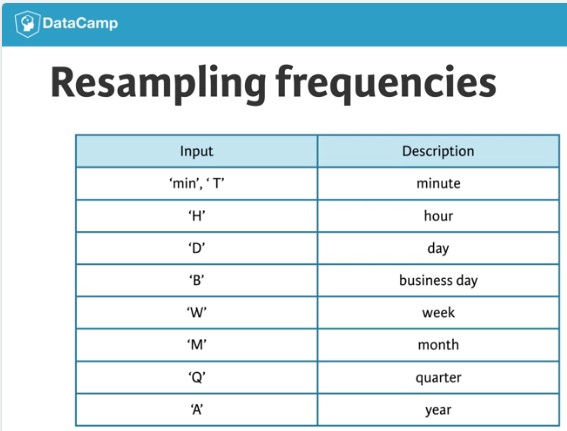 DataCamp
Resampling frequencies
Input Description
‘min’, ‘ T’ minute
‘H’ hour
‘D’ day
‘B’ business day
‘W’ week
‘M’ month
‘Q’ quarter
‘A’ year